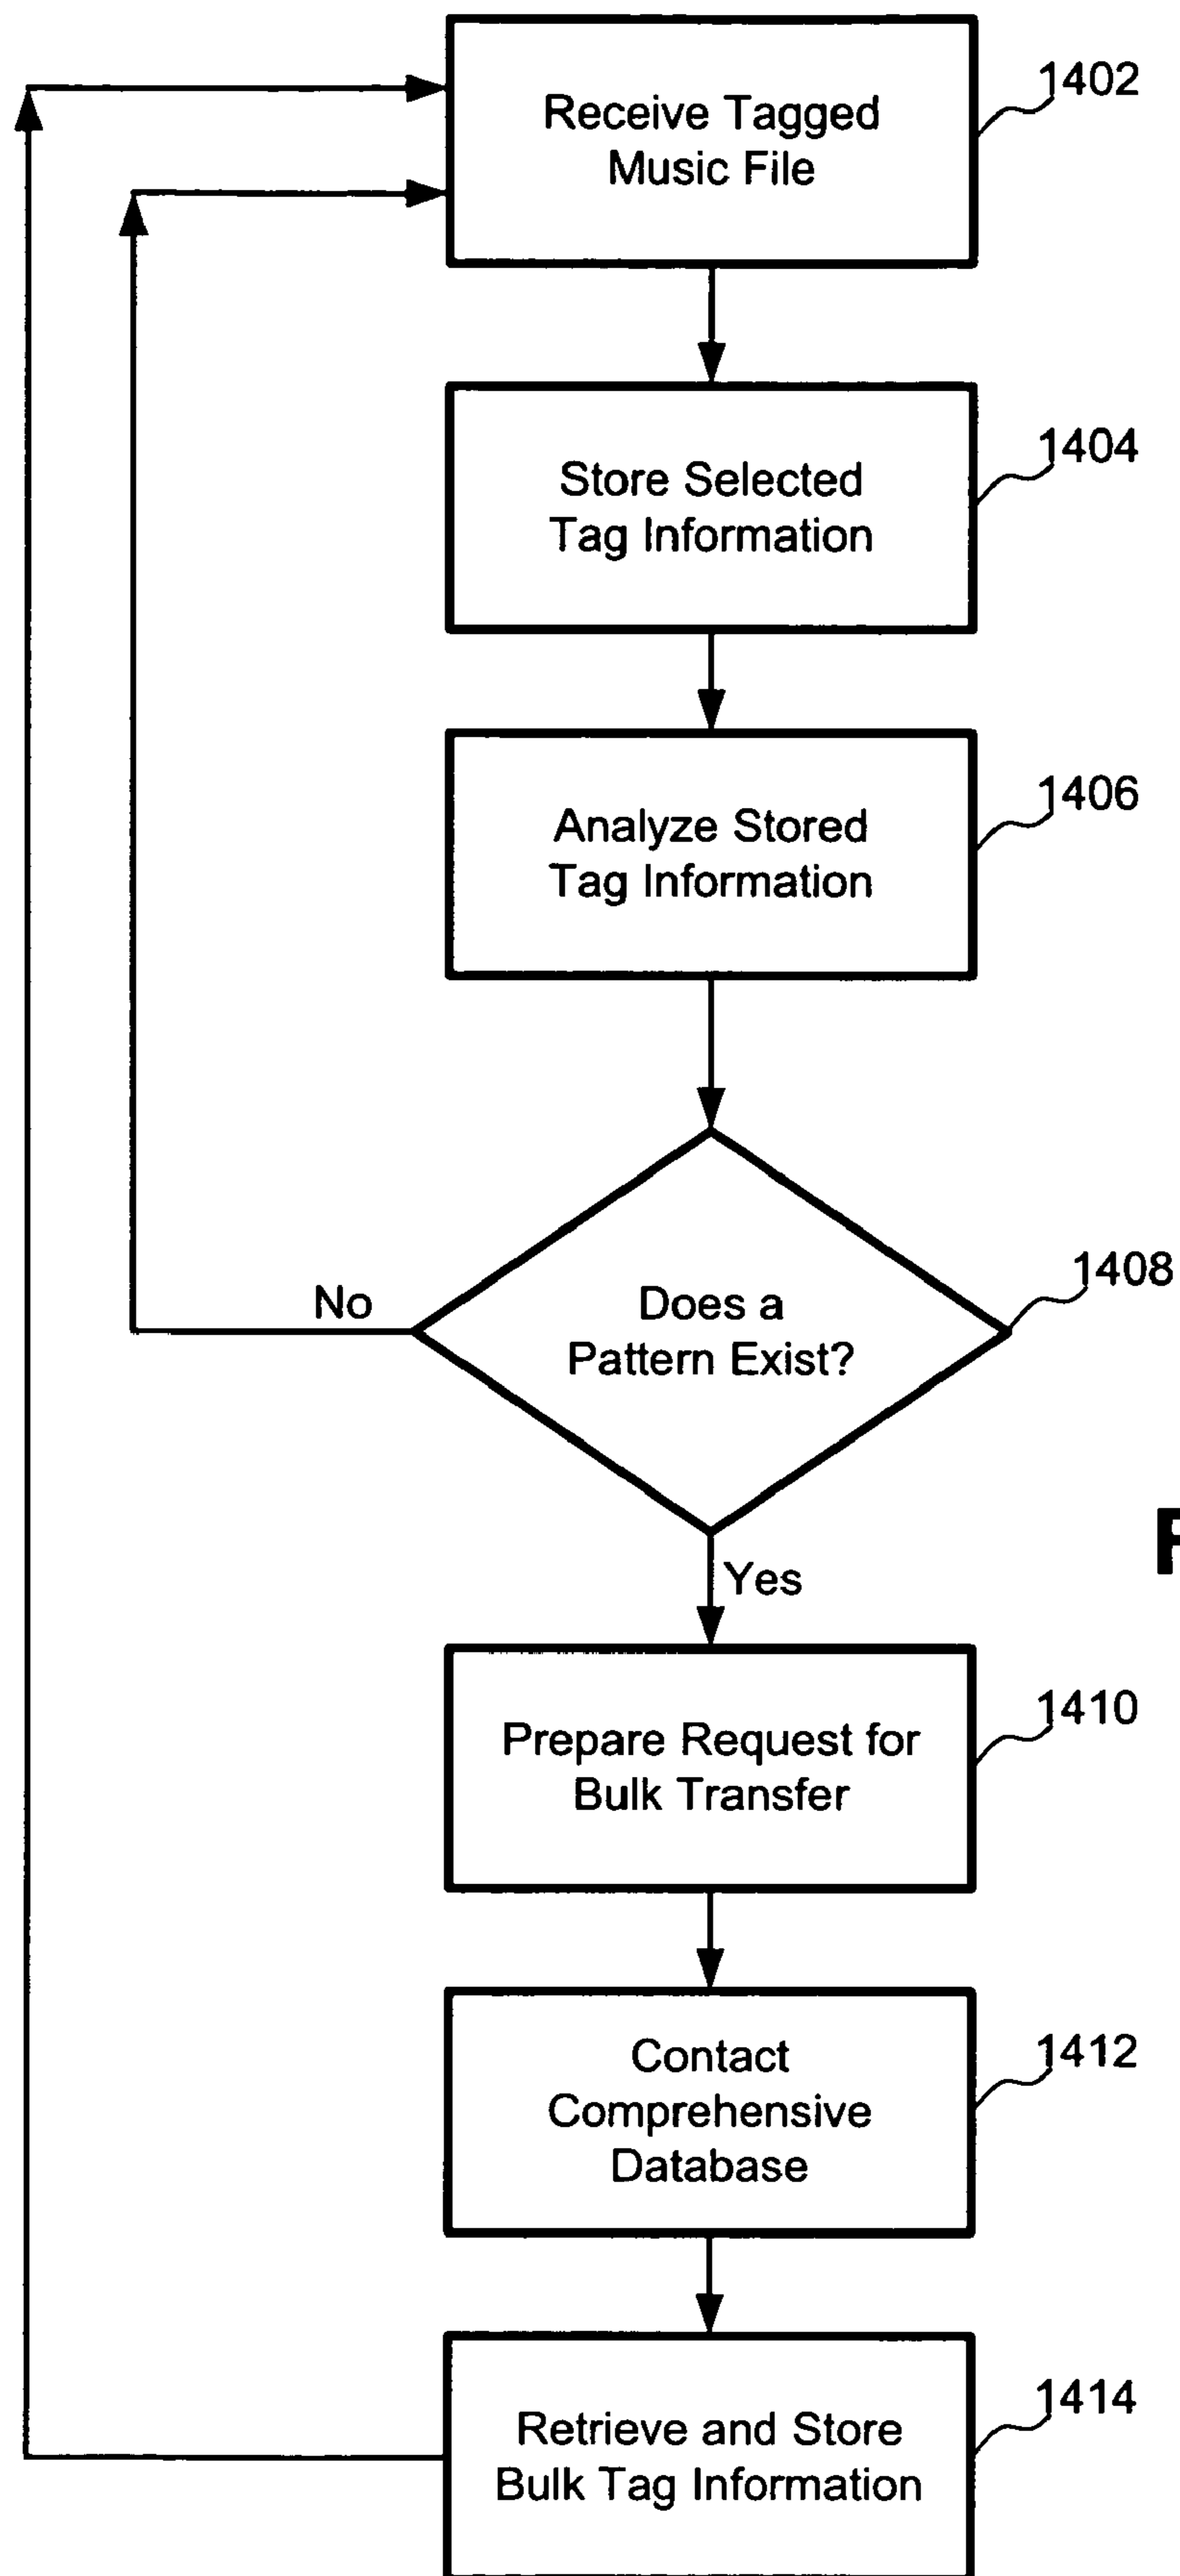 Receive Tagged
Music File
1402
Store Selected
Tag Information
1404
Analyze Stored
Tag Information
1406
Does a
Pattern Exist?
1408
No
Yes
Prepare Request for
Bulk Transfer
1410
Contact
Comprehensive
Database
1412
Retrieve and Store
Bulk Tag Information
1414